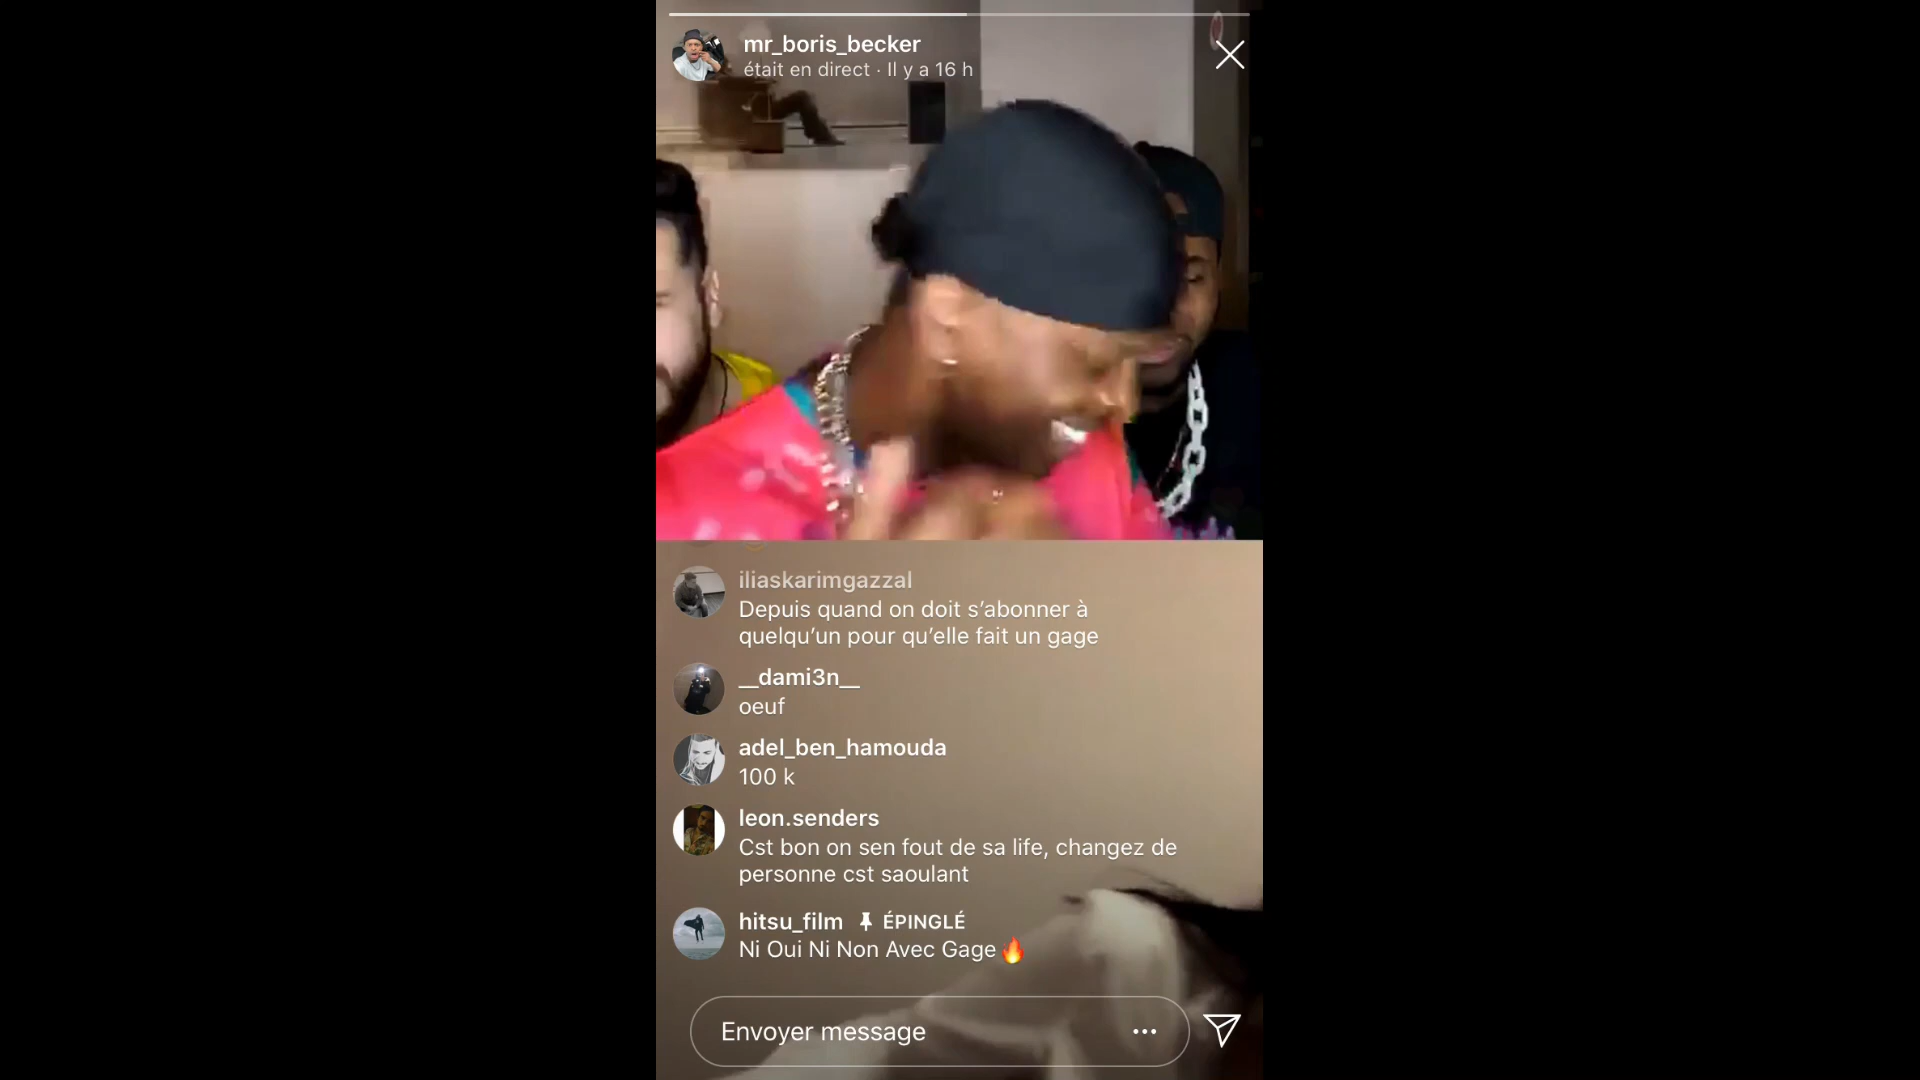 mr_boris_becker
était en direct · Il y a 16 h
iliaskarimgazzal
Depuis quand on doit s’abonner à
quelqu’un pour qu’elle fait un gage
__dami3n__
oeuf
adel_ben_hamouda
100 k
leon.senders
Cst bon on sen fout de sa life, changez de
personne cst saoulant
hitsu_film ÉPINGLÉ
Ni Oui Ni Non Avec Gage🔥
Envoyer message